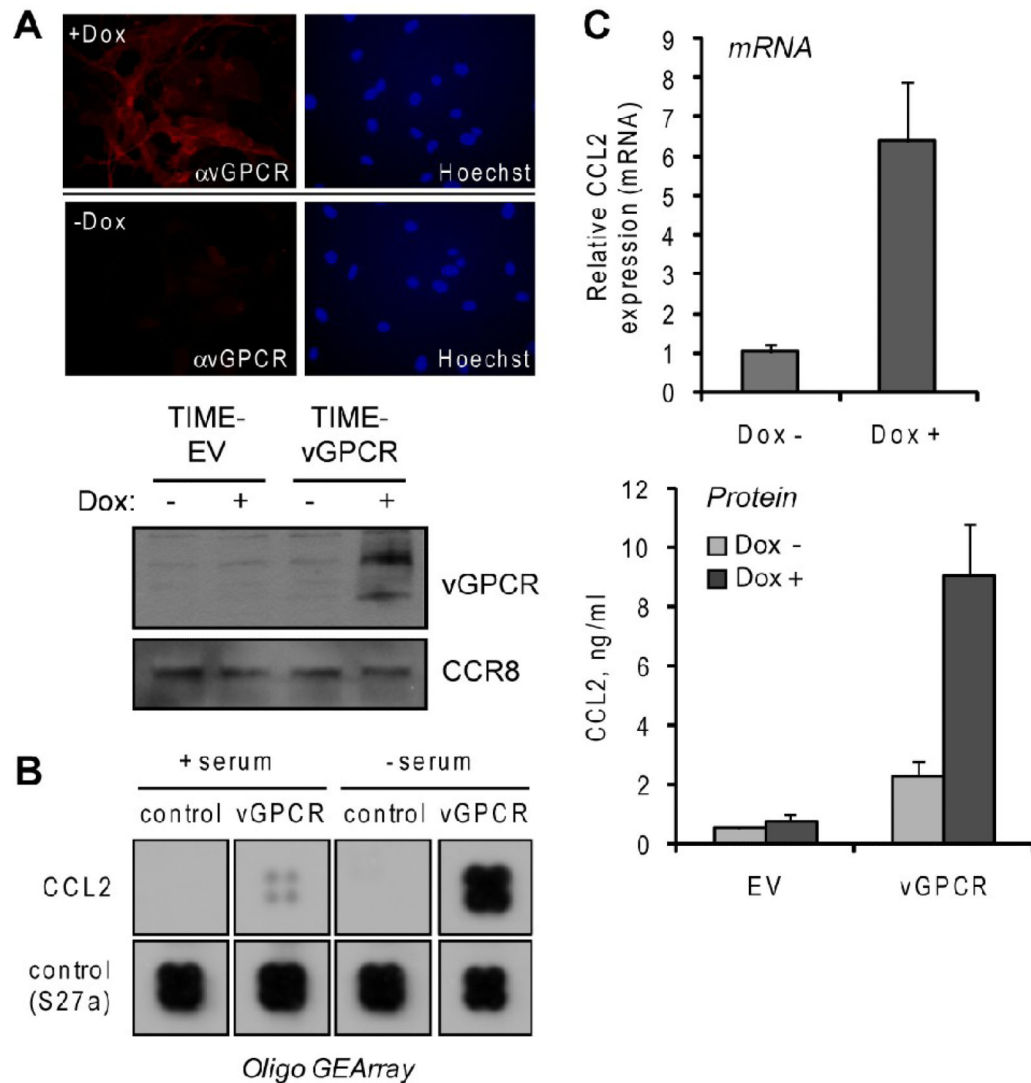 A
+Dox
αvGPCR
Hoechst
-Dox
αvGPCR
Hoechst
TIME-
EV
TIME-
vGPCR
Dox: - + - +
vGPCR
CCR8
B
+ serum - serum
control vGPCR control vGPCR
CCL2
control
(S27a)
Oligo GEArray
C
mRNA
Relative CCL2
expression (mRNA)
9
8
7
6
5
4
3
2
1
0
Dox - Dox +
Protein
Dox -
Dox +
CCL2, ng/ml
12
10
8
6
4
2
0
EV vGPCR